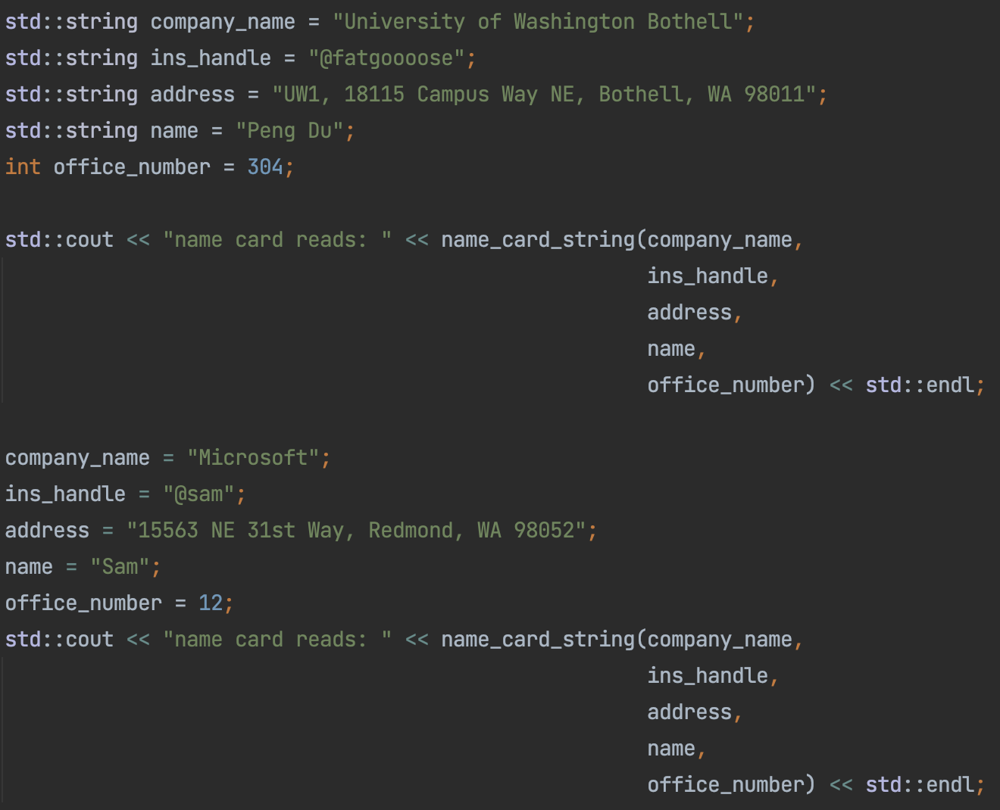 std::string company_name = "University of Washington Bothell";
std::string ins_handle = "@fatgoooose";
std::string address = "UW1, 18115 Campus Way NE, Bothell, WA 98011";
std::string name = "Peng Du";
int office_number = 304;
std::cout << "name card reads: " << name_card_string(company_name,
ins_handle,
address,
name,
office_number) << std::endl;
company_name = "Microsoft";
ins_handle = "@sam";
address = "15563 NE 31st Way, Redmond, WA 98052";
name = "Sam";
office_number = 12;
std::cout << "name card reads: " << name_card_string(company_name,
ins_handle,
address,
name,
office_number) << std::endl;